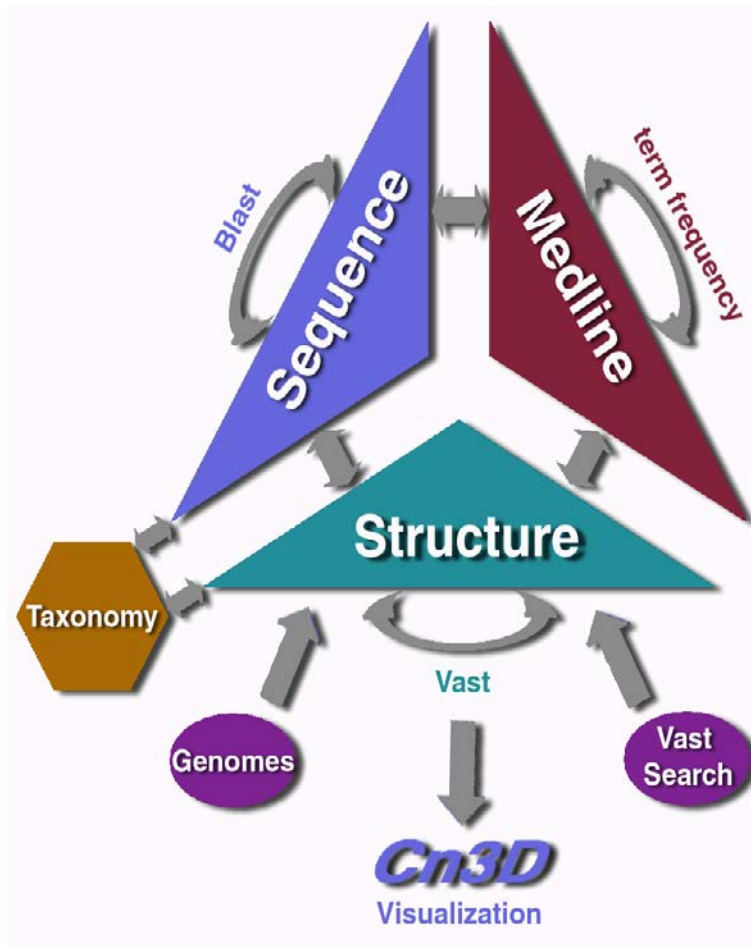 Blast
Sequence
Medline
term frequency
Structure
Taxonomy
Vast
Genomes
Vast
Search
Cn3D
Visualization